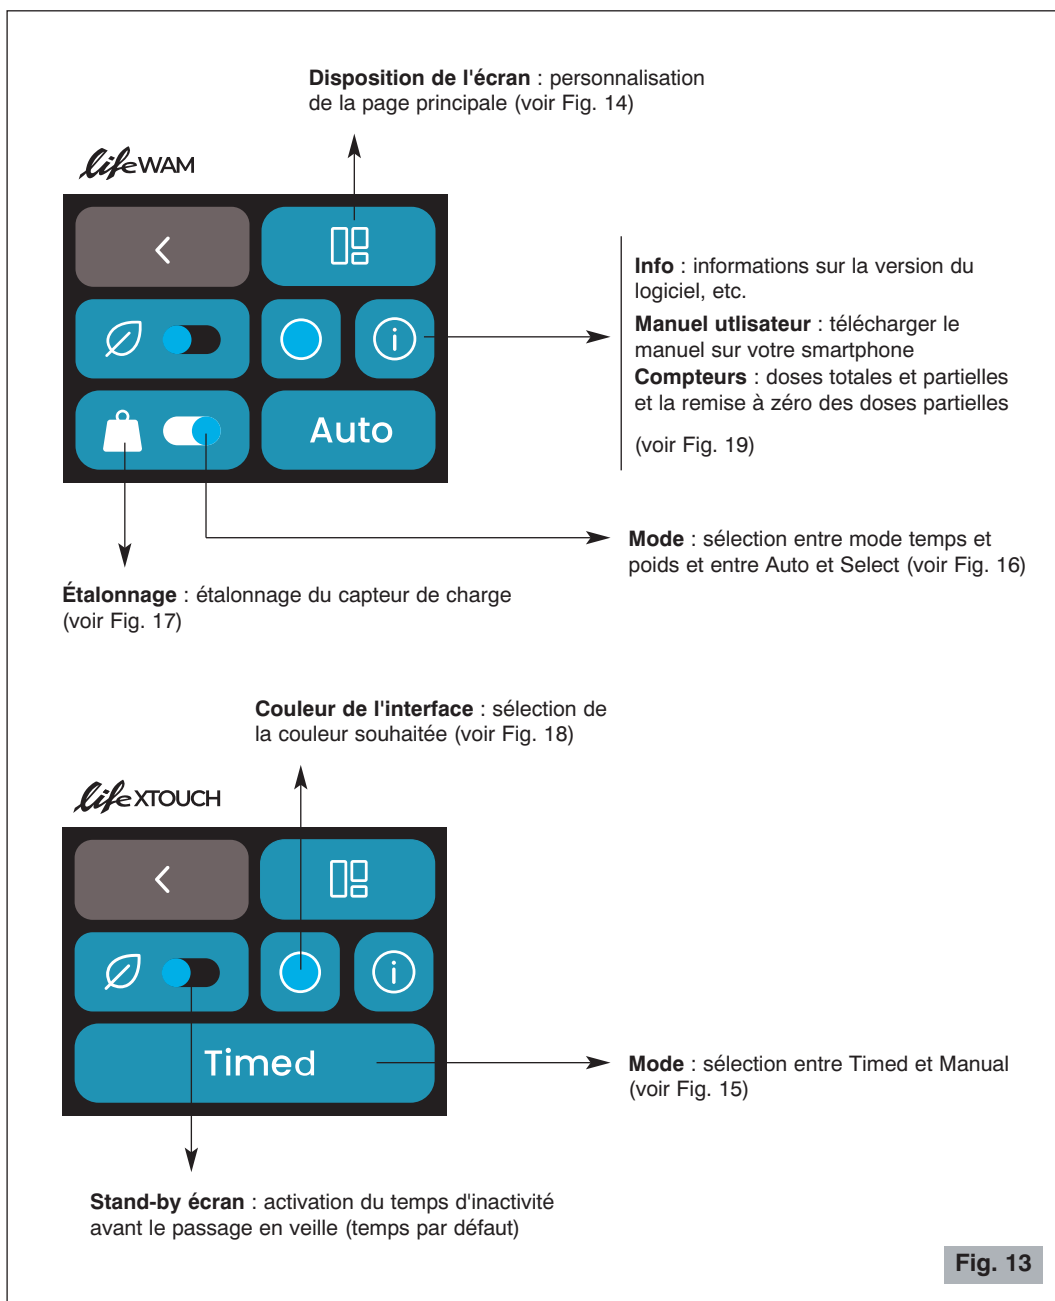 Disposition de l'écran : personnalisation
de la page principale (voir Fig. 14)
lifeWAM
Info : informations sur la version du
logiciel, etc.
Manuel utlisateur : télécharger le
manuel sur votre smartphone
Compteurs : doses totales et partielles
et la remise à zéro des doses partielles
(voir Fig. 19)
Auto
Mode : sélection entre mode temps et
poids et entre Auto et Select (voir Fig. 16)
Étalonnage : étalonnage du capteur de charge
(voir Fig. 17)
Couleur de l'interface : sélection de
la couleur souhaitée (voir Fig. 18)
lifeXTOUCH
Timed
Mode : sélection entre Timed et Manual
(voir Fig. 15)
Stand-by écran : activation du temps d'inactivité
avant le passage en veille (temps par défaut)
Fig. 13